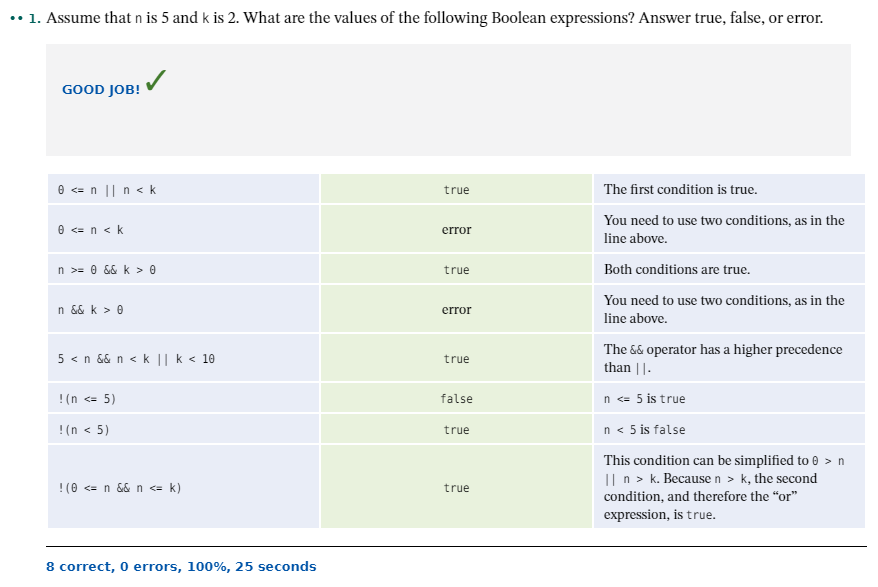 •• 1. Assume that n is 5 and k is 2. What are the values of the following Boolean expressions? Answer true, false, or error.
GOOD JOB! ✓
0 <= n || n < k
true
The first condition is true.
0 <= n < k
error
You need to use two conditions, as in the
line above.
n >= 0 && k > 0
true
Both conditions are true.
n && k > 0
error
You need to use two conditions, as in the
line above.
5 < n && n < k || k < 10
true
The && operator has a higher precedence
than ||.
!(n <= 5)
false
n <= 5 is true
!(n < 5)
true
n < 5 is false
!(0 <= n && n <= k)
true
This condition can be simplified to 0 > n
|| n > k. Because n > k, the second
condition, and therefore the “or”
expression, is true.
8 correct, 0 errors, 100%, 25 seconds